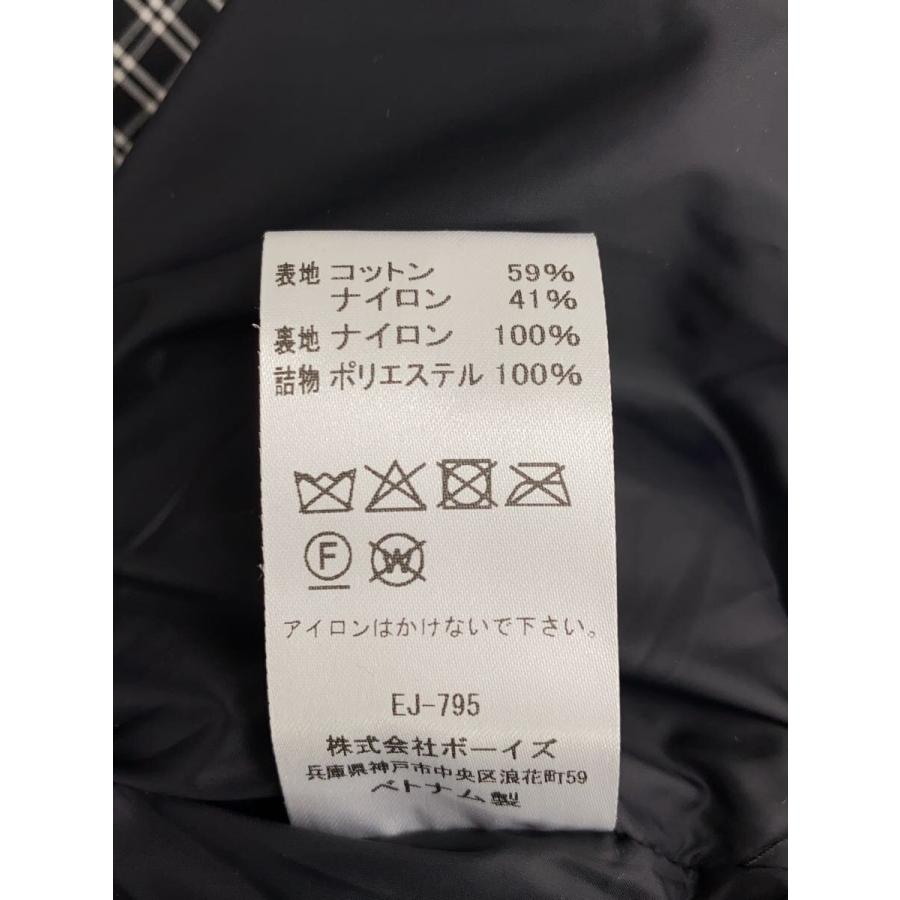 表地 コットン 59%
ナイロン 41%
裏地 ナイロン 100%
詰物 ポリエステル 100%
F W
アイロンはかけないで下さい。
EJ-795
株式会社ボーイズ
兵庫県神戸市中央区浪花町59
ベトナム製